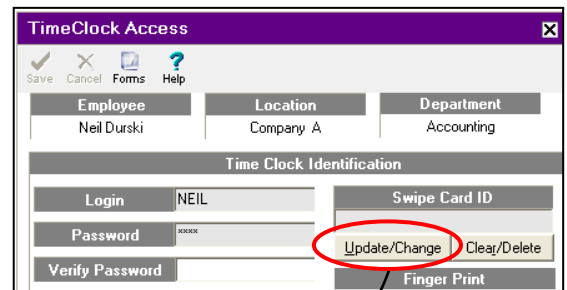 TimeClock Access
Save Cancel Forms Help
Employee Location Department
Neil Durski Company A Accounting
Time Clock Identification
Login NEIL Swipe Card ID
Password xxxx
Update/Change Clear/Delete
Verify Password Finger Print